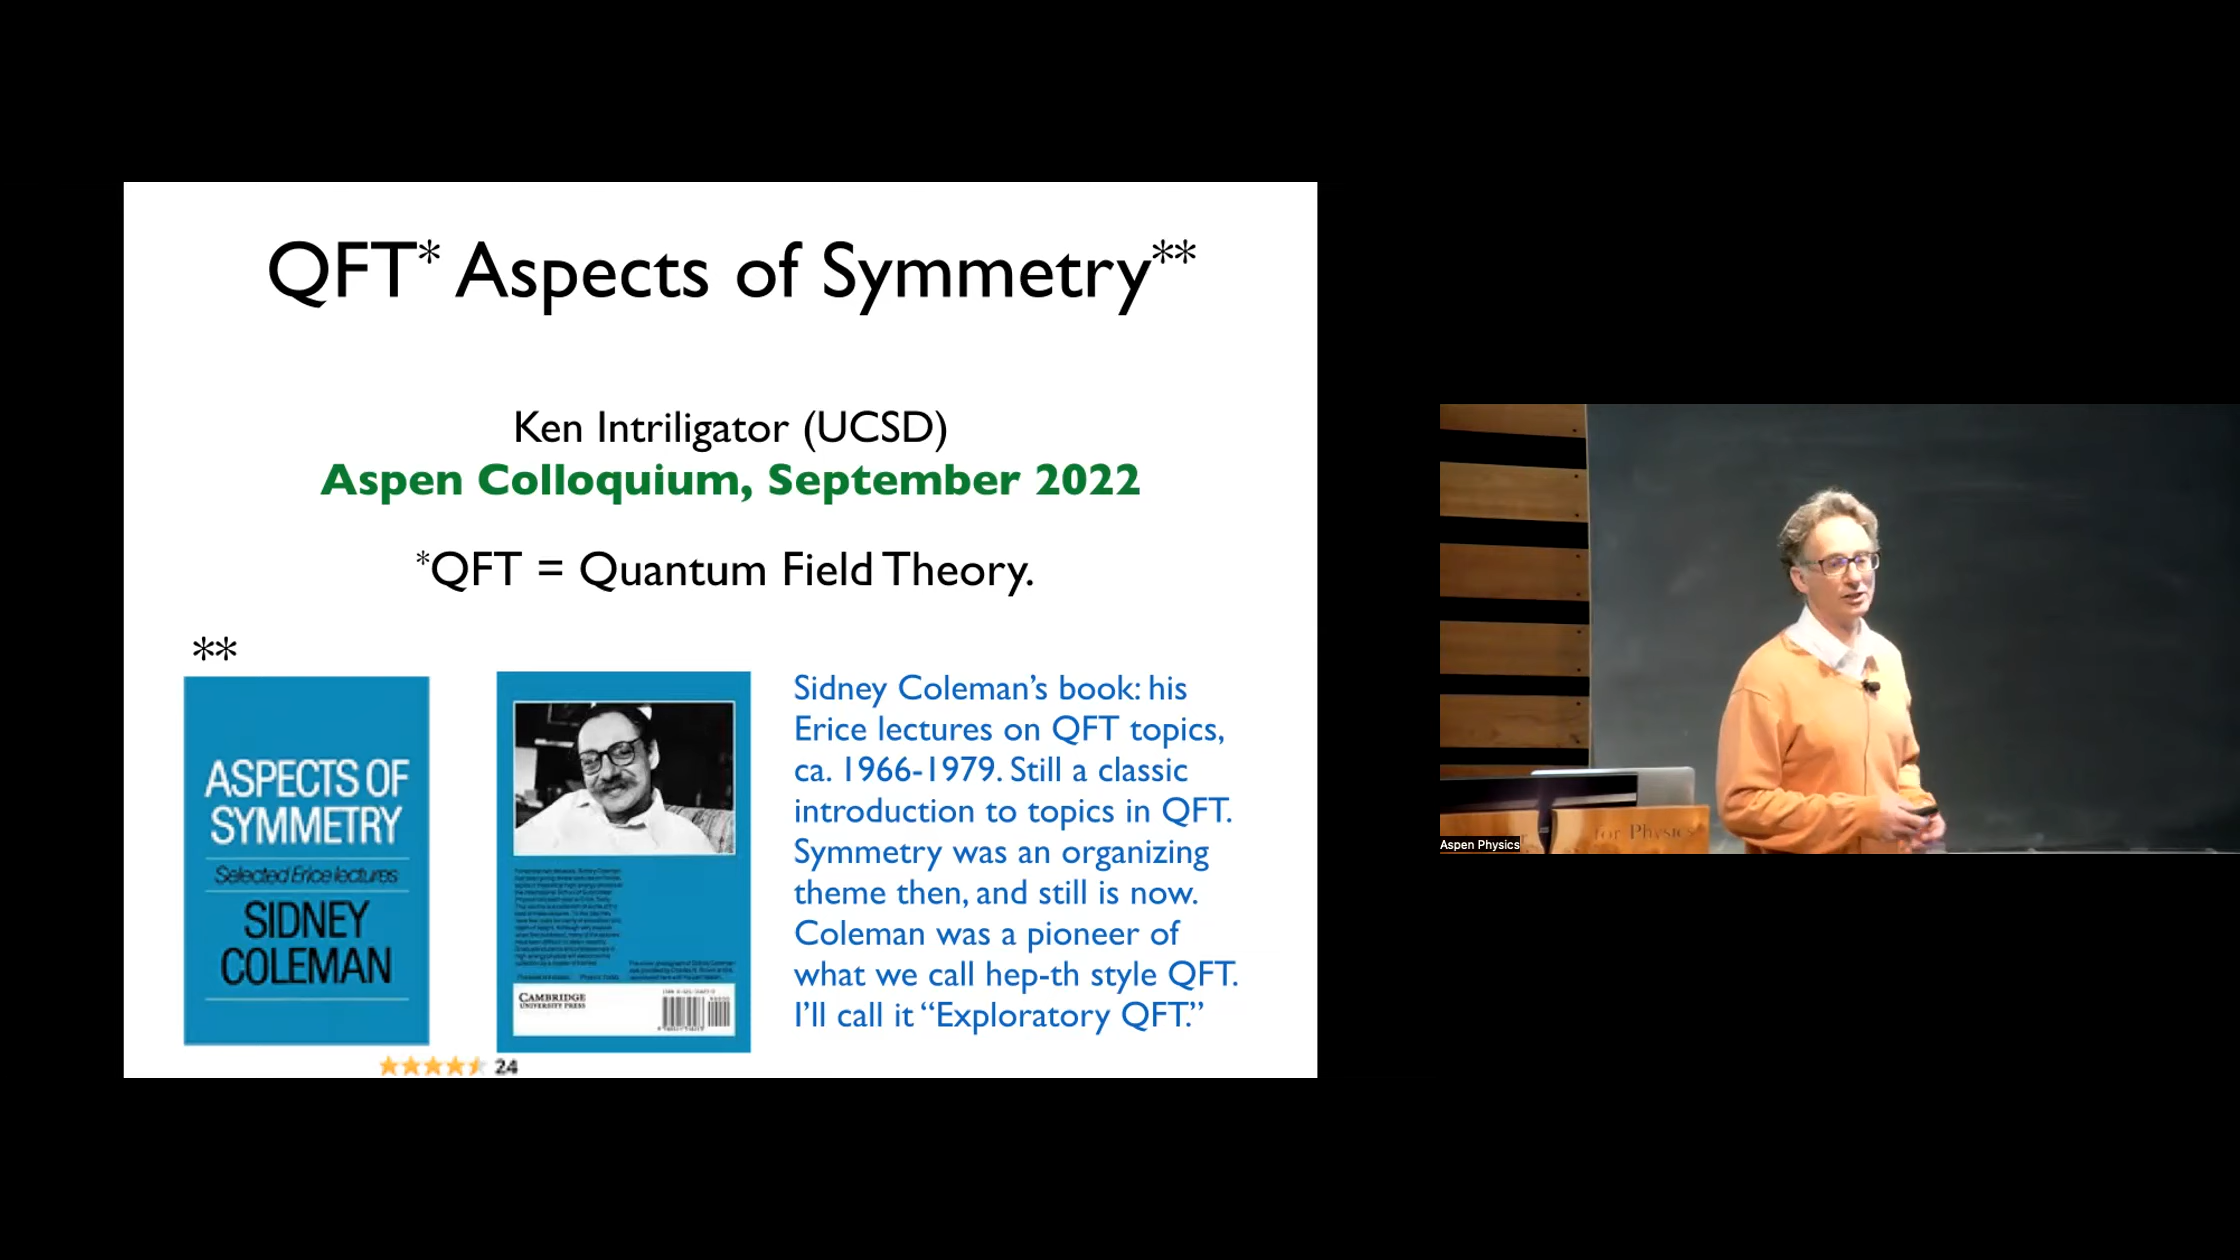 QFT* Aspects of Symmetry**
Ken Intriligator (UCSD)
Aspen Colloquium, September 2022
*QFT = Quantum Field Theory.
**
ASPECTS OF
SYMMETRY
Selected Erice lectures
SIDNEY
COLEMAN
CAMBRIDGE
UNIVERSITY PRESS
24
Sidney Coleman’s book: his
Erice lectures on QFT topics,
ca. 1966-1979. Still a classic
introduction to topics in QFT.
Symmetry was an organizing
theme then, and still is now.
Coleman was a pioneer of
what we call hep-th style QFT.
I’ll call it “Exploratory QFT.”
for Physics
Aspen Physics